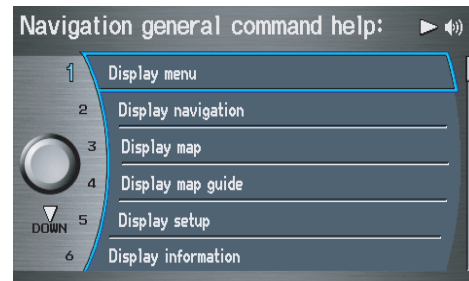 Navigation general command help:
1 Display menu
2 Display navigation
3 Display map
4 Display map guide
DOWN 5 Display setup
6 Display information